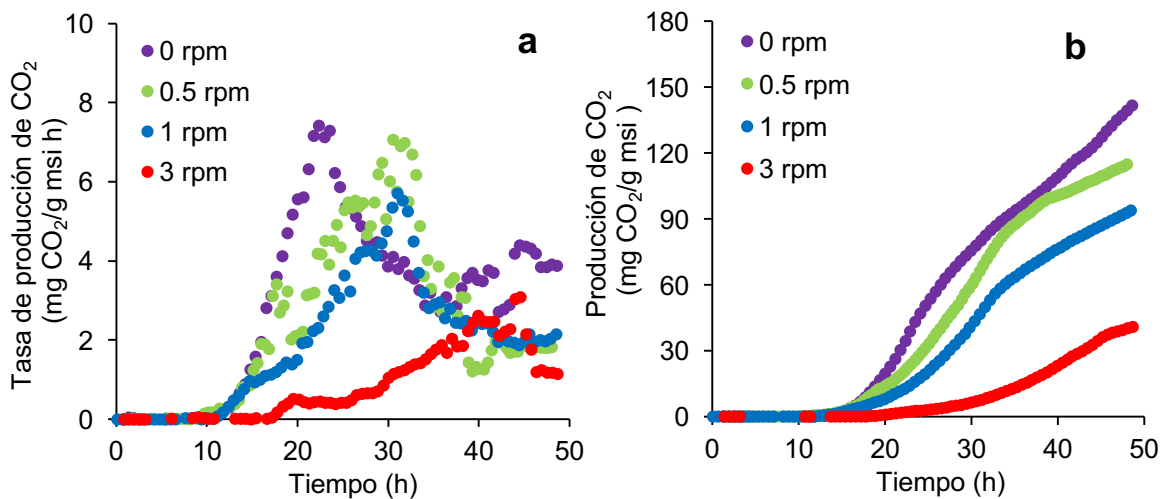 a
0 rpm
0.5 rpm
1 rpm
3 rpm
Tasa de producción de CO₂
(mg CO₂/g msi h)
10
8
6
4
2
0
0 10 20 30 40 50
Tiempo (h)
b
0 rpm
0.5 rpm
1 rpm
3 rpm
Producción de CO₂
(mg CO₂/g msi )
180
150
120
90
60
30
0
0 10 20 30 40 50
Tiempo (h)